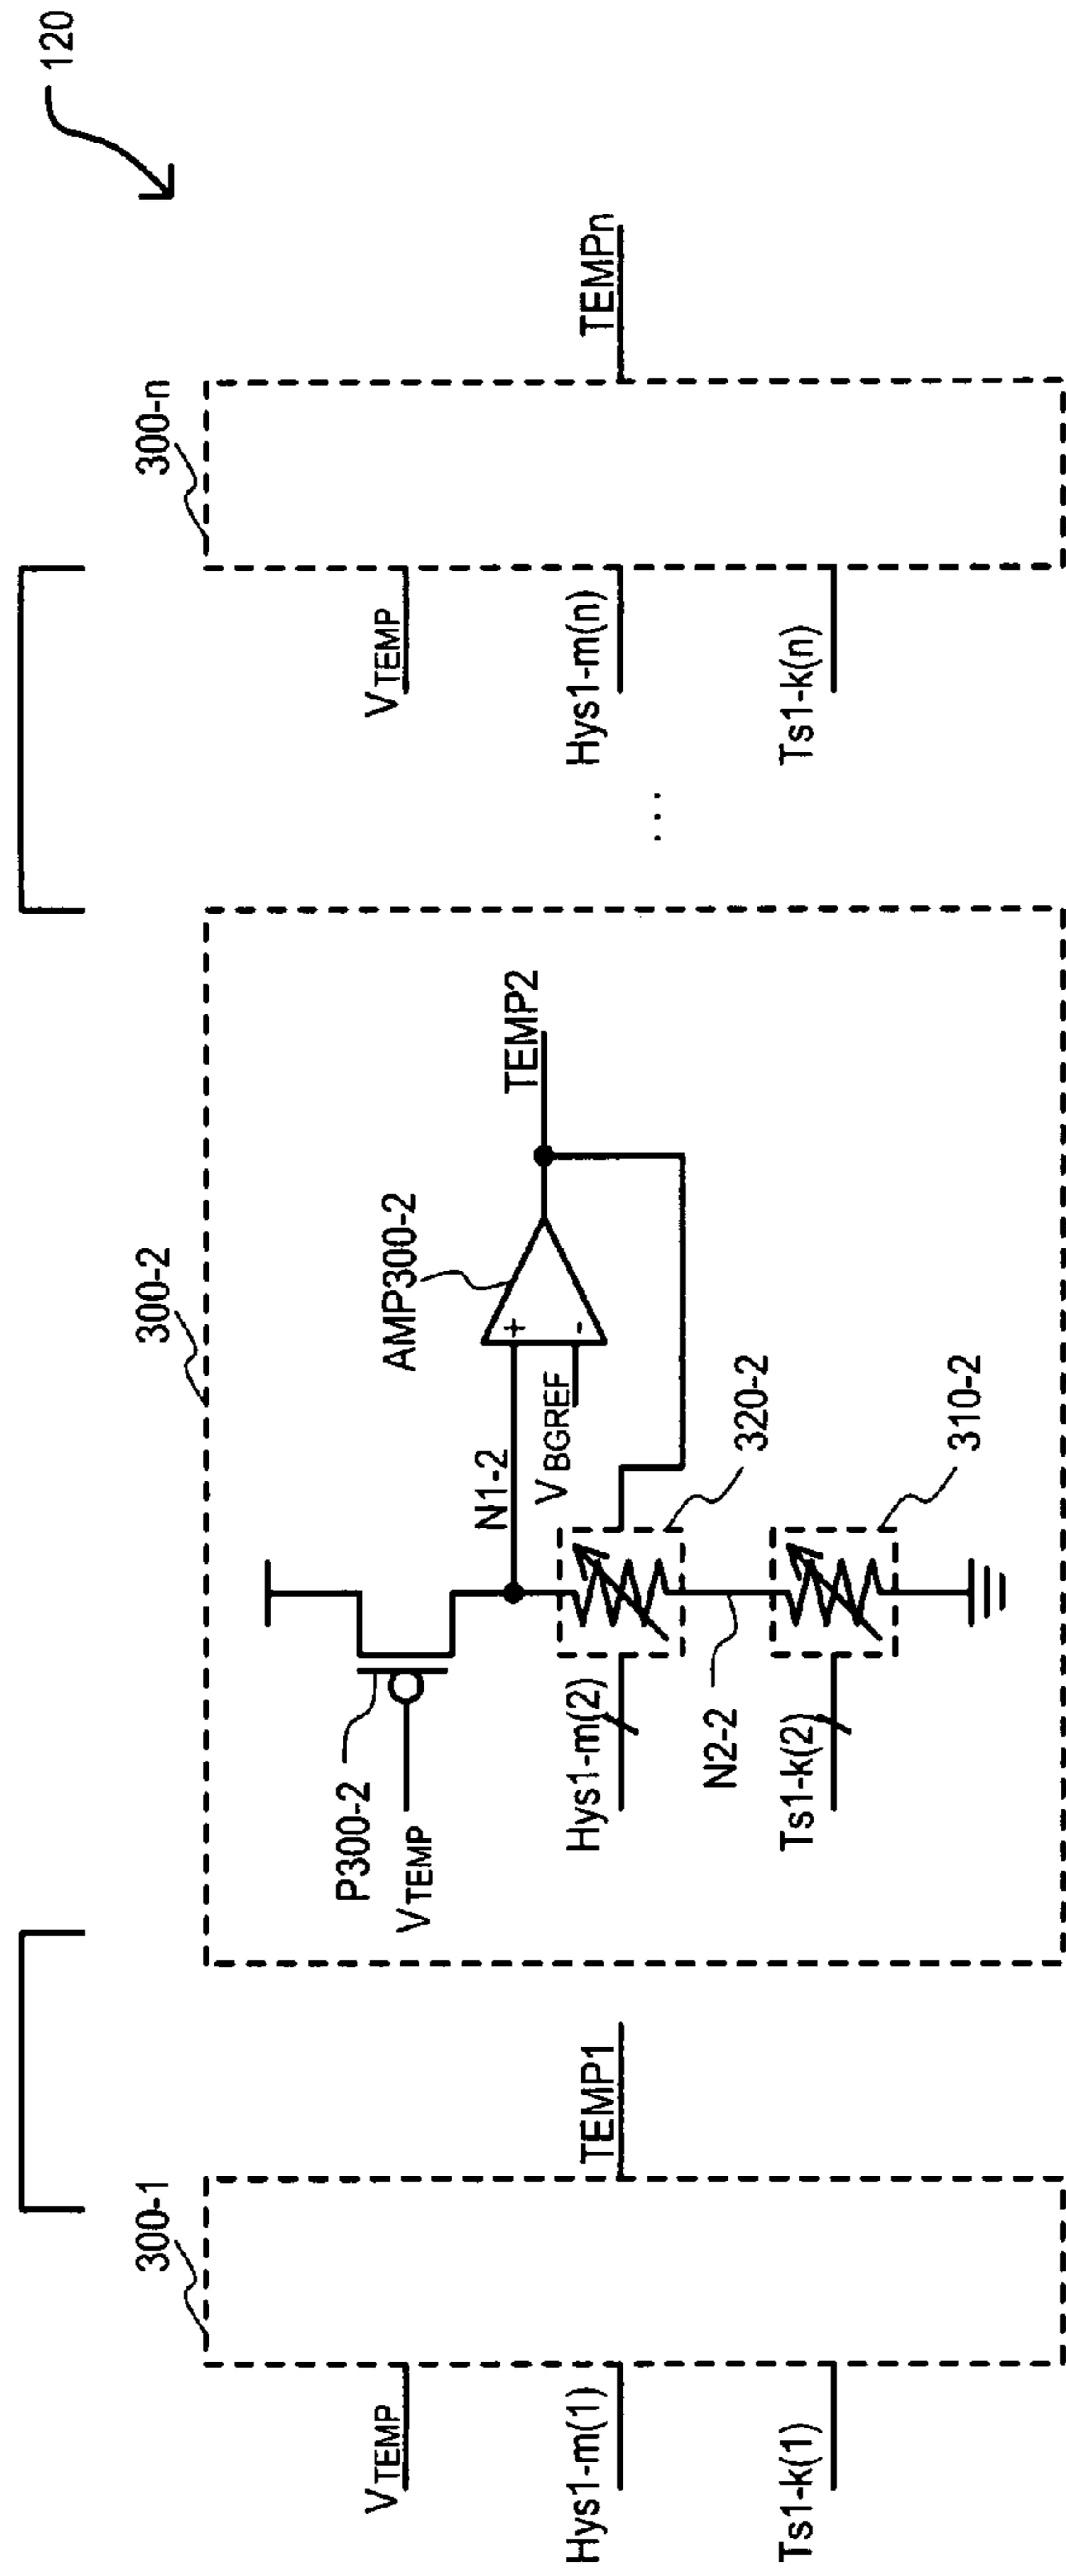 120
300-1
VTEMP
Hys1-m(1)
Ts1-k(1)
TEMP1
300-2
P300-2
VTEMP
AMP300-2
N1-2
+
-
VBGREF
TEMP2
Hys1-m(2)
320-2
N2-2
Ts1-k(2)
310-2
...
300-n
VTEMP
Hys1-m(n)
Ts1-k(n)
TEMPn